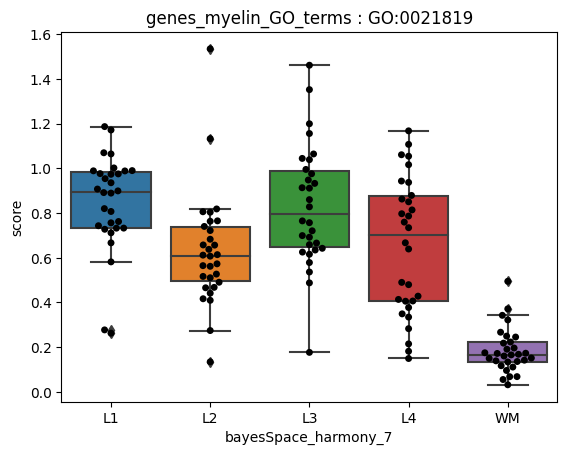 genes_myelin_GO_terms : GO:0021819
score
1.6
1.4
1.2
1.0
0.8
0.6
0.4
0.2
0.0
L1 L2 L3 L4 WM
bayesSpace_harmony_7